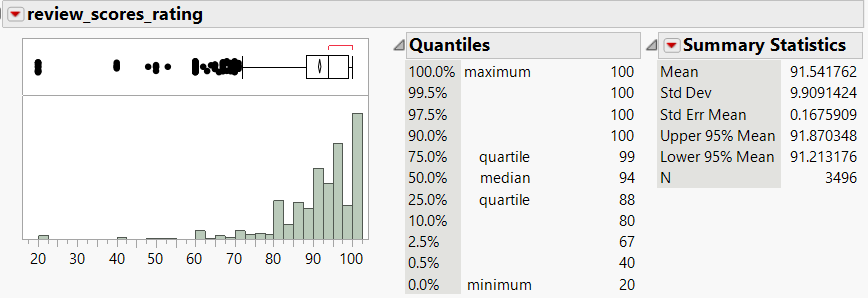 review_scores_rating
20 30 40 50 60 70 80 90 100
Quantiles
100.0% maximum 100
99.5% 100
97.5% 100
90.0% 100
75.0% quartile 99
50.0% median 94
25.0% quartile 88
10.0% 80
2.5% 67
0.5% 40
0.0% minimum 20
Summary Statistics
Mean 91.541762
Std Dev 9.9091424
Std Err Mean 0.1675909
Upper 95% Mean 91.870348
Lower 95% Mean 91.213176
N 3496